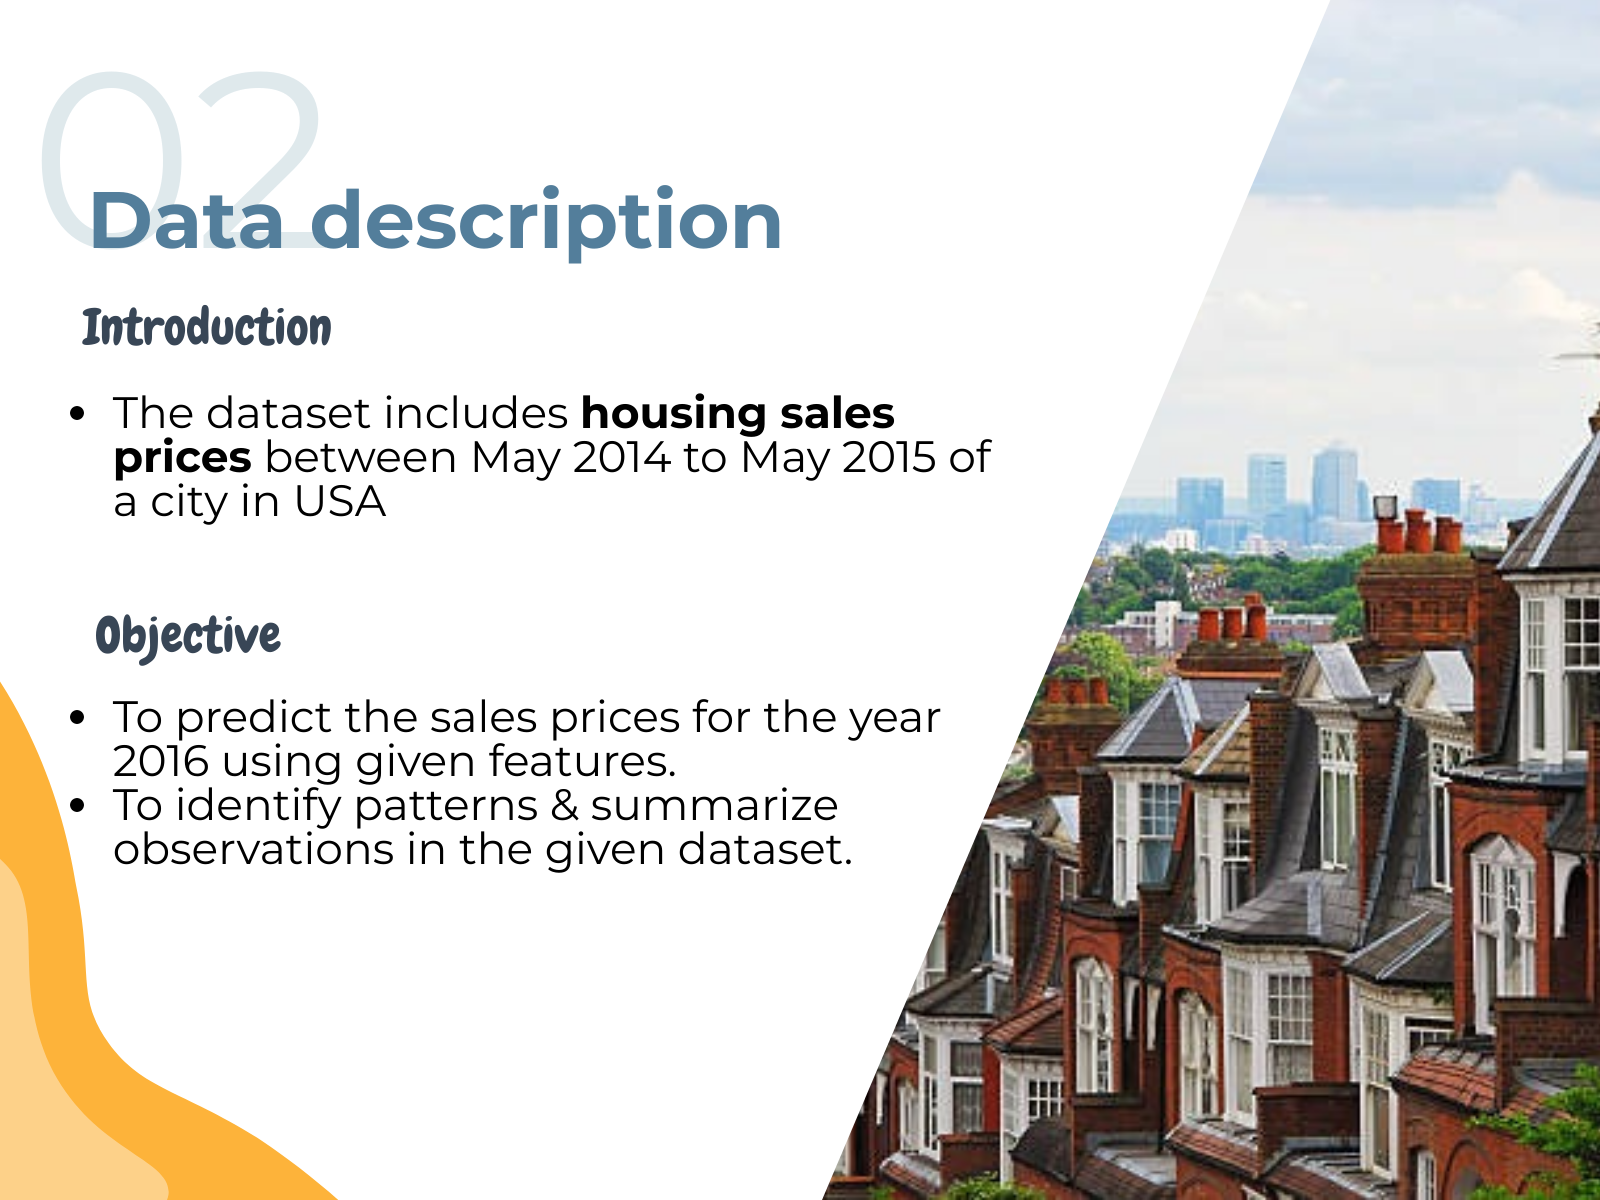 02
Data description
Introduction
• The dataset includes housing sales
prices between May 2014 to May 2015 of
a city in USA
Objective
• To predict the sales prices for the year
2016 using given features.
• To identify patterns & summarize
observations in the given dataset.